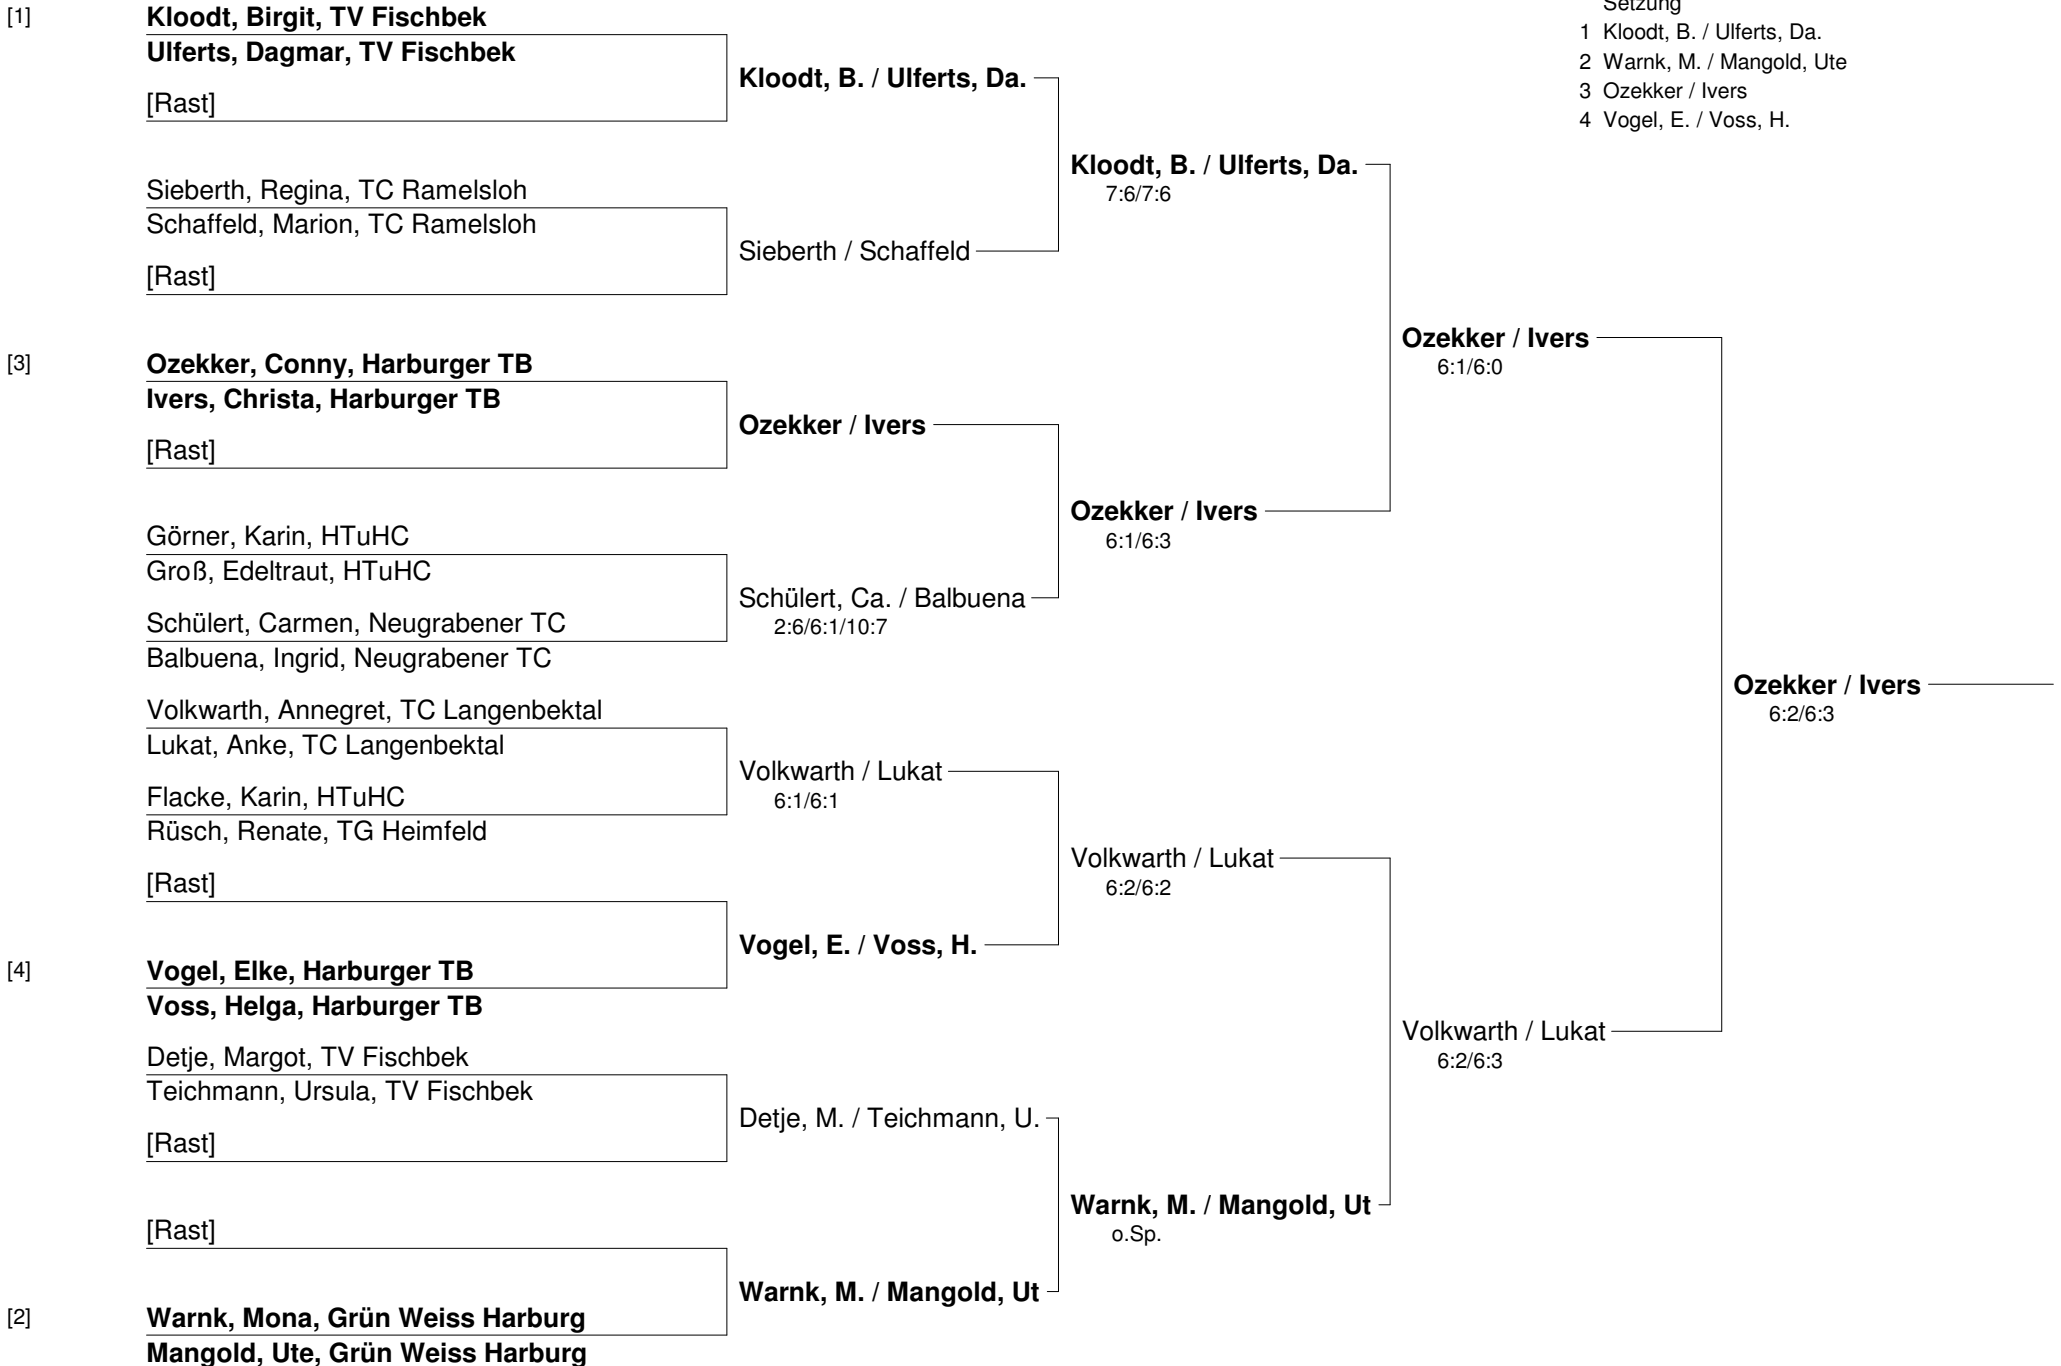 Setzung
1 Kloodt, B. / Ulferts, Da.
2 Warnk, M. / Mangold, Ute
3 Ozekker / Ivers
4 Vogel, E. / Voss, H.
[1] Kloodt, Birgit, TV Fischbek
Ulferts, Dagmar, TV Fischbek
Kloodt, B. / Ulferts, Da.
[Rast]
Kloodt, B. / Ulferts, Da.
7:6/7:6
Sieberth, Regina, TC Ramelsloh
Schaffeld, Marion, TC Ramelsloh
Sieberth / Schaffeld
[Rast]
Ozekker / Ivers
6:1/6:0
[3] Ozekker, Conny, Harburger TB
Ivers, Christa, Harburger TB
Ozekker / Ivers
[Rast]
Ozekker / Ivers
6:1/6:3
Görner, Karin, HTuHC
Groß, Edeltraut, HTuHC
Schülert, Ca. / Balbuena
2:6/6:1/10:7
Schülert, Carmen, Neugrabener TC
Balbuena, Ingrid, Neugrabener TC
Ozekker / Ivers
6:2/6:3
Volkwarth, Annegret, TC Langenbektal
Lukat, Anke, TC Langenbektal
Volkwarth / Lukat
6:1/6:1
Flacke, Karin, HTuHC
Rüsch, Renate, TG Heimfeld
Volkwarth / Lukat
6:2/6:2
[Rast]
Vogel, E. / Voss, H.
[4] Vogel, Elke, Harburger TB
Voss, Helga, Harburger TB
Volkwarth / Lukat
6:2/6:3
Detje, Margot, TV Fischbek
Teichmann, Ursula, TV Fischbek
Detje, M. / Teichmann, U.
[Rast]
Warnk, M. / Mangold, Ut
o.Sp.
[Rast]
Warnk, M. / Mangold, Ut
[2] Warnk, Mona, Grün Weiss Harburg
Mangold, Ute, Grün Weiss Harburg